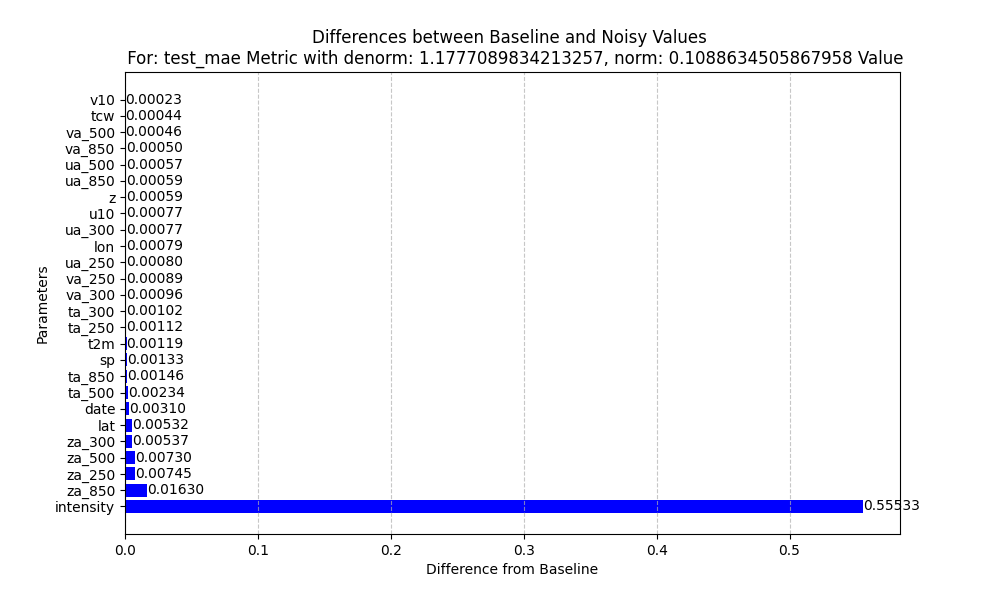 Differences between Baseline and Noisy Values
For: test_mae Metric with denorm: 1.1777089834213257, norm: 0.1088634505867958 Value
v10 0.00023
tcw 0.00044
va_500 0.00046
va_850 0.00050
ua_500 0.00057
ua_850 0.00059
z 0.00059
u10 0.00077
ua_300 0.00077
lon 0.00079
ua_250 0.00080
va_250 0.00089
va_300 0.00096
ta_300 0.00102
ta_250 0.00112
t2m 0.00119
sp 0.00133
ta_850 0.00146
ta_500 0.00234
date 0.00310
lat 0.00532
za_300 0.00537
za_500 0.00730
za_250 0.00745
za_850 0.01630
intensity 0.55533
Parameters
0.0 0.1 0.2 0.3 0.4 0.5
Difference from Baseline